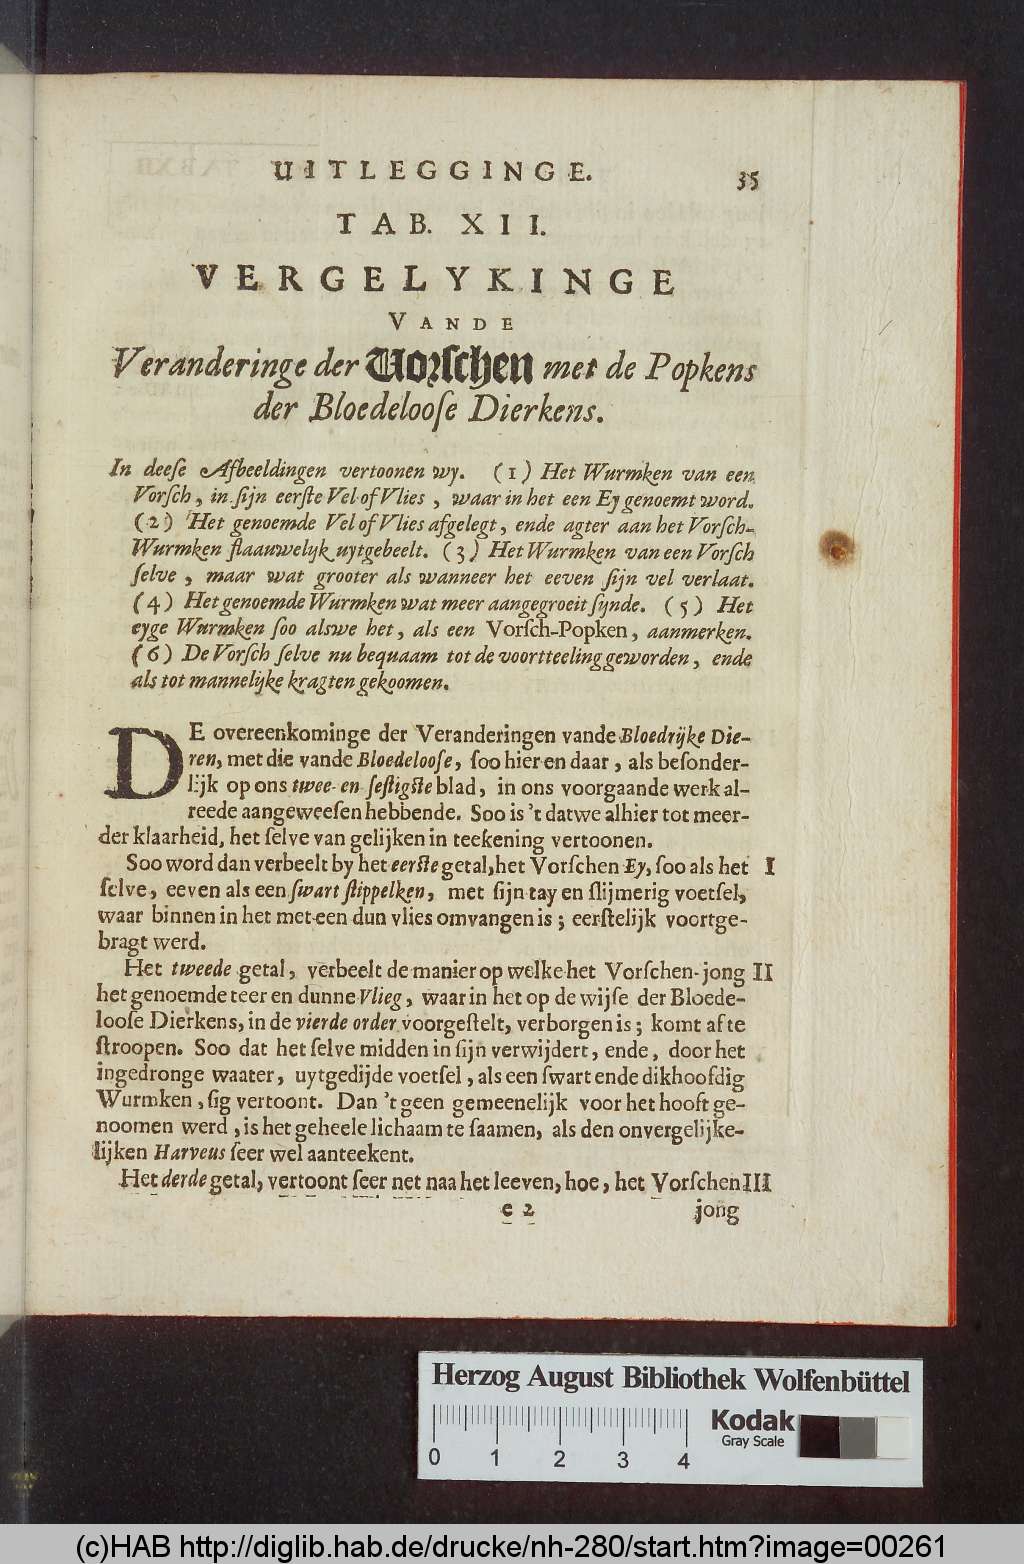 UITLEGGINGE. 35
TAB. XII.
VERGELYKINGE
VANDE
Veranderinge der Vorſchen met de Popkens
der Bloedelooſe Dierkens.
In deeſe Afbeeldingen vertoonen wy. (1) Het Wurmken van een
Vorſch, in ſijn eerſte Vel of Vlies, waar in het een Ey genoemt word.
(2) Het genoemde Vel of Vlies afgelegt, ende agter aan het Vorſch-
Wurmken flaauwelijk uytgebeelt. (3) Het Wurmken van een Vorſch
ſelve, maar wat grooter als wanneer het eeven ſijn vel verlaat.
(4) Het genoemde Wurmken wat meer aangegroeit ſijnde. (5) Het
eyge Wurmken ſoo alswe het, als een Vorſch-Popken, aanmerken.
(6) De Vorſch ſelve nu bequaam tot de voortteeling geworden, ende
als tot mannelijke kragten gekoomen.
DE overeenkominge der Veranderingen vande Bloedrijke Die-
ren, met die vande Bloedelooſe, ſoo hier en daar, als beſonder-
lijk op ons twee- en ſeſtigſte blad, in ons voorgaande werk al-
reede aangeweeſen hebbende. Soo is 't datwe alhier tot meer-
der klaarheid, het ſelve van gelijken in teekening vertoonen.
Soo word dan verbeelt by het eerſte getal, het Vorſchen Ey, ſoo als het I
ſelve, eeven als een ſwart ſtippelken, met ſijn tay en ſlijmerig voetſel,
waar binnen in het met een dun vlies omvangen is; eerſtelijk voortge-
bragt werd.
Het tweede getal, verbeelt de manier op welke het Vorſchen-jong II
het genoemde teer en dunne Vlieg, waar in het op de wijſe der Bloede-
looſe Dierkens, in de vierde order voorgeſtelt, verborgen is; komt af te
ſtroopen. Soo dat het ſelve midden in ſijn verwijdert, ende, door het
ingedronge waater, uytgedijde voetſel, als een ſwart ende dikhoofdig
Wurmken, ſig vertoont. Dan 't geen gemeenelijk voor het hooft ge-
noomen werd, is het geheele lichaam te ſaamen, als den onvergelijke-
lijken Harveus ſeer wel aanteekent.
Het derde getal, vertoont ſeer net naa het leeven, hoe, het Vorſchen III
e 2 jong
Herzog August Bibliothek Wolfenbüttel
Kodak
Gray Scale
0 1 2 3 4
(c)HAB http://diglib.hab.de/drucke/nh-280/start.htm?image=00261